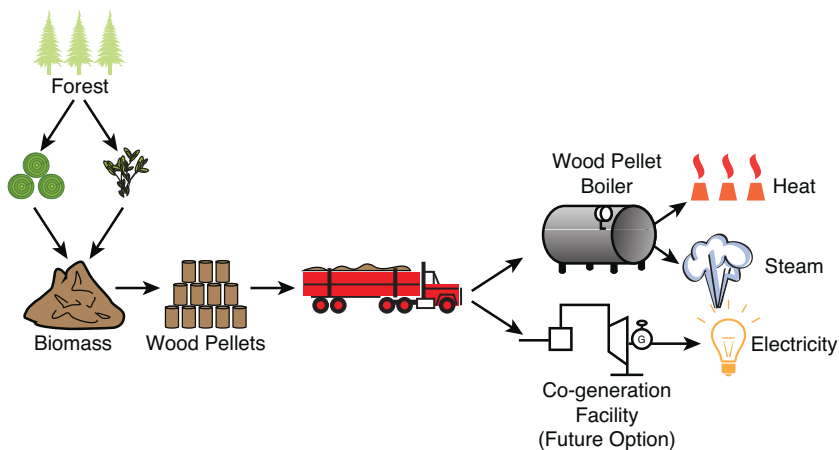 Forest
Biomass
Wood Pellets
Wood Pellet
Boiler
Heat
Steam
G
Electricity
Co-generation
Facility
(Future Option)